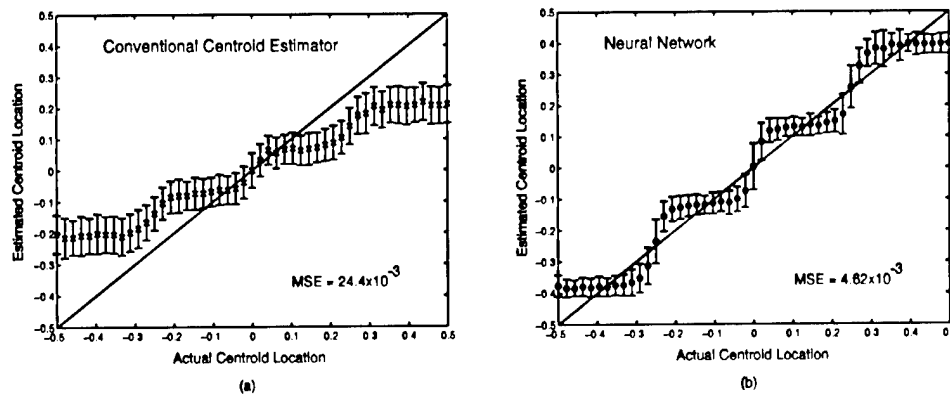 Conventional Centroid Estimator
Estimated Centroid Location
0.5
0.4
0.3
0.2
0.1
0
-0.1
-0.2
-0.3
-0.4
-0.5
MSE = 24.4x10^-3
-0.5 -0.4 -0.3 -0.2 -0.1 0 0.1 0.2 0.3 0.4 0.5
Actual Centroid Location
(a)
Neural Network
Estimated Centroid Location
0.5
0.4
0.3
0.2
0.1
0
-0.1
-0.2
-0.3
-0.4
-0.5
MSE = 4.62x10^-3
-0.5 -0.4 -0.3 -0.2 -0.1 0 0.1 0.2 0.3 0.4 0.5
Actual Centroid Location
(b)